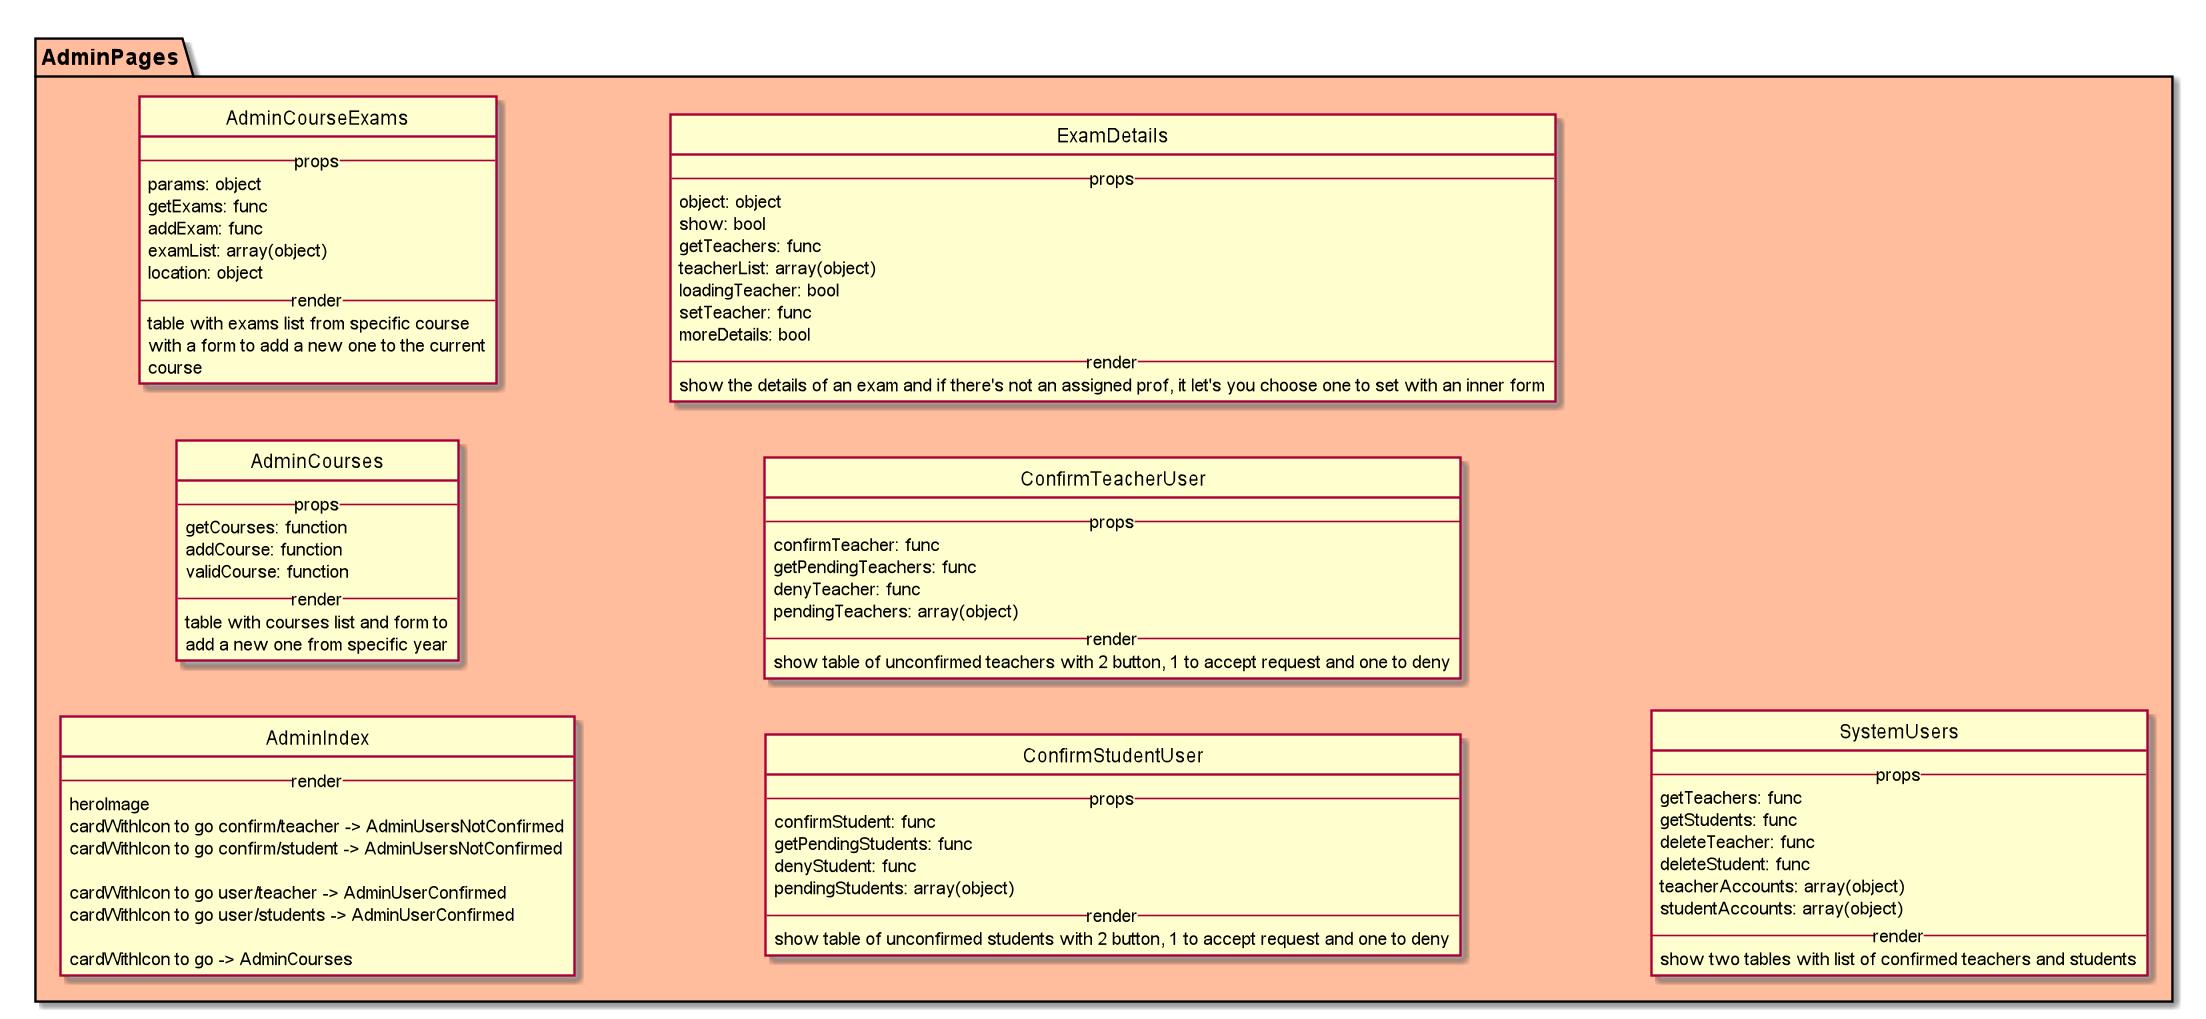 AdminPages
AdminCourseExams
props
params: object
getExams: func
addExam: func
examList: array(object)
location: object
render
table with exams list from specific course
with a form to add a new one to the current
course
ExamDetails
props
object: object
show: bool
getTeachers: func
teacherList: array(object)
loadingTeacher: bool
setTeacher: func
moreDetails: bool
render
show the details of an exam and if there's not an assigned prof, it let's you choose one to set with an inner form
AdminCourses
props
getCourses: function
addCourse: function
validCourse: function
render
table with courses list and form to
add a new one from specific year
ConfirmTeacherUser
props
confirmTeacher: func
getPendingTeachers: func
denyTeacher: func
pendingTeachers: array(object)
render
show table of unconfirmed teachers with 2 button, 1 to accept request and one to deny
AdminIndex
render
heroImage
cardWithIcon to go confirm/teacher -> AdminUsersNotConfirmed
cardWithIcon to go confirm/student -> AdminUsersNotConfirmed
cardWithIcon to go user/teacher -> AdminUserConfirmed
cardWithIcon to go user/students -> AdminUserConfirmed
cardWithIcon to go -> AdminCourses
ConfirmStudentUser
props
confirmStudent: func
getPendingStudents: func
denyStudent: func
pendingStudents: array(object)
render
show table of unconfirmed students with 2 button, 1 to accept request and one to deny
SystemUsers
props
getTeachers: func
getStudents: func
deleteTeacher: func
deleteStudent: func
teacherAccounts: array(object)
studentAccounts: array(object)
render
show two tables with list of confirmed teachers and students